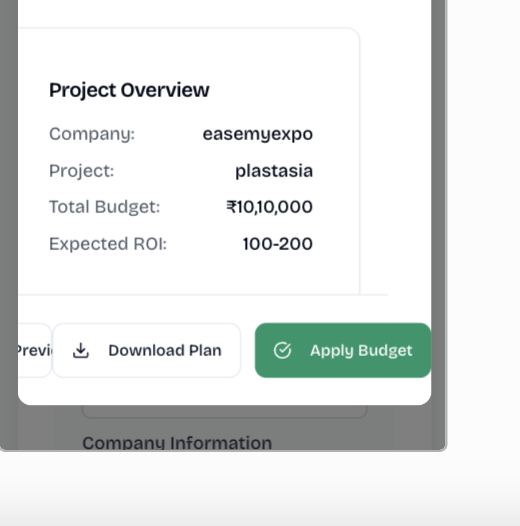 Project Overview
Company: easemyexpo
Project: plastasia
Total Budget: ₹10,10,000
Expected ROI: 100-200
Previ Download Plan Apply Budget
Company Information